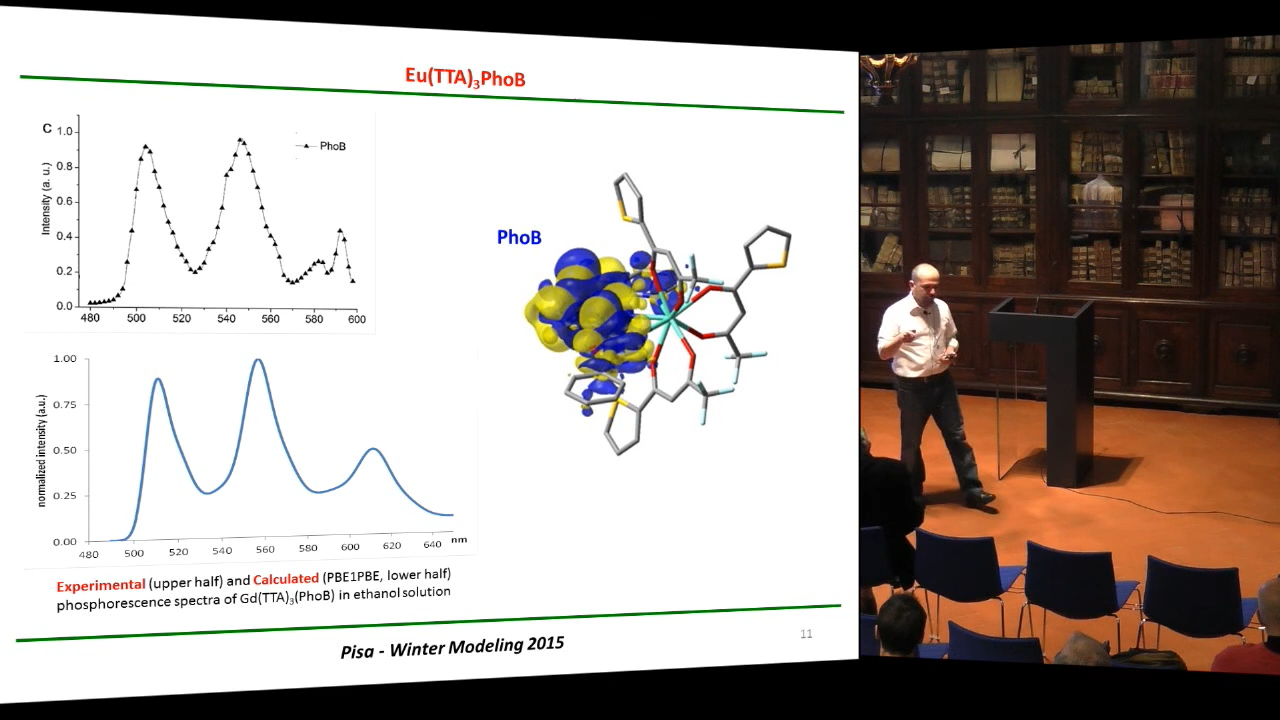 Eu(TTA)₃PhoB
C
1.0
0.8
0.6
0.4
0.2
0.0
Intensity (a. u.)
PhoB
480 500 520 540 560 580 600
PhoB
1.00
0.75
0.50
0.25
0.00
normalized intensity (a.u.)
480 500 520 540 560 580 600 620 640 nm
Experimental (upper half) and Calculated (PBE1PBE, lower half)
phosphorescence spectra of Gd(TTA)₃(PhoB) in ethanol solution
Pisa - Winter Modeling 2015
11